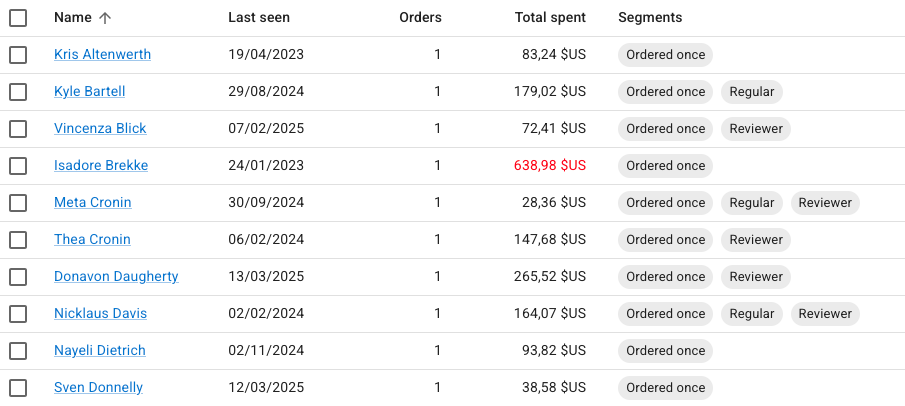 Name Last seen Orders Total spent Segments
Kris Altenwerth 19/04/2023 1 83,24 $US Ordered once
Kyle Bartell 29/08/2024 1 179,02 $US Ordered once Regular
Vincenza Blick 07/02/2025 1 72,41 $US Ordered once Reviewer
Isadore Brekke 24/01/2023 1 638,98 $US Ordered once
Meta Cronin 30/09/2024 1 28,36 $US Ordered once Regular Reviewer
Thea Cronin 06/02/2024 1 147,68 $US Ordered once Reviewer
Donavon Daugherty 13/03/2025 1 265,52 $US Ordered once Reviewer
Nicklaus Davis 02/02/2024 1 164,07 $US Ordered once Regular Reviewer
Nayeli Dietrich 02/11/2024 1 93,82 $US Ordered once
Sven Donnelly 12/03/2025 1 38,58 $US Ordered once